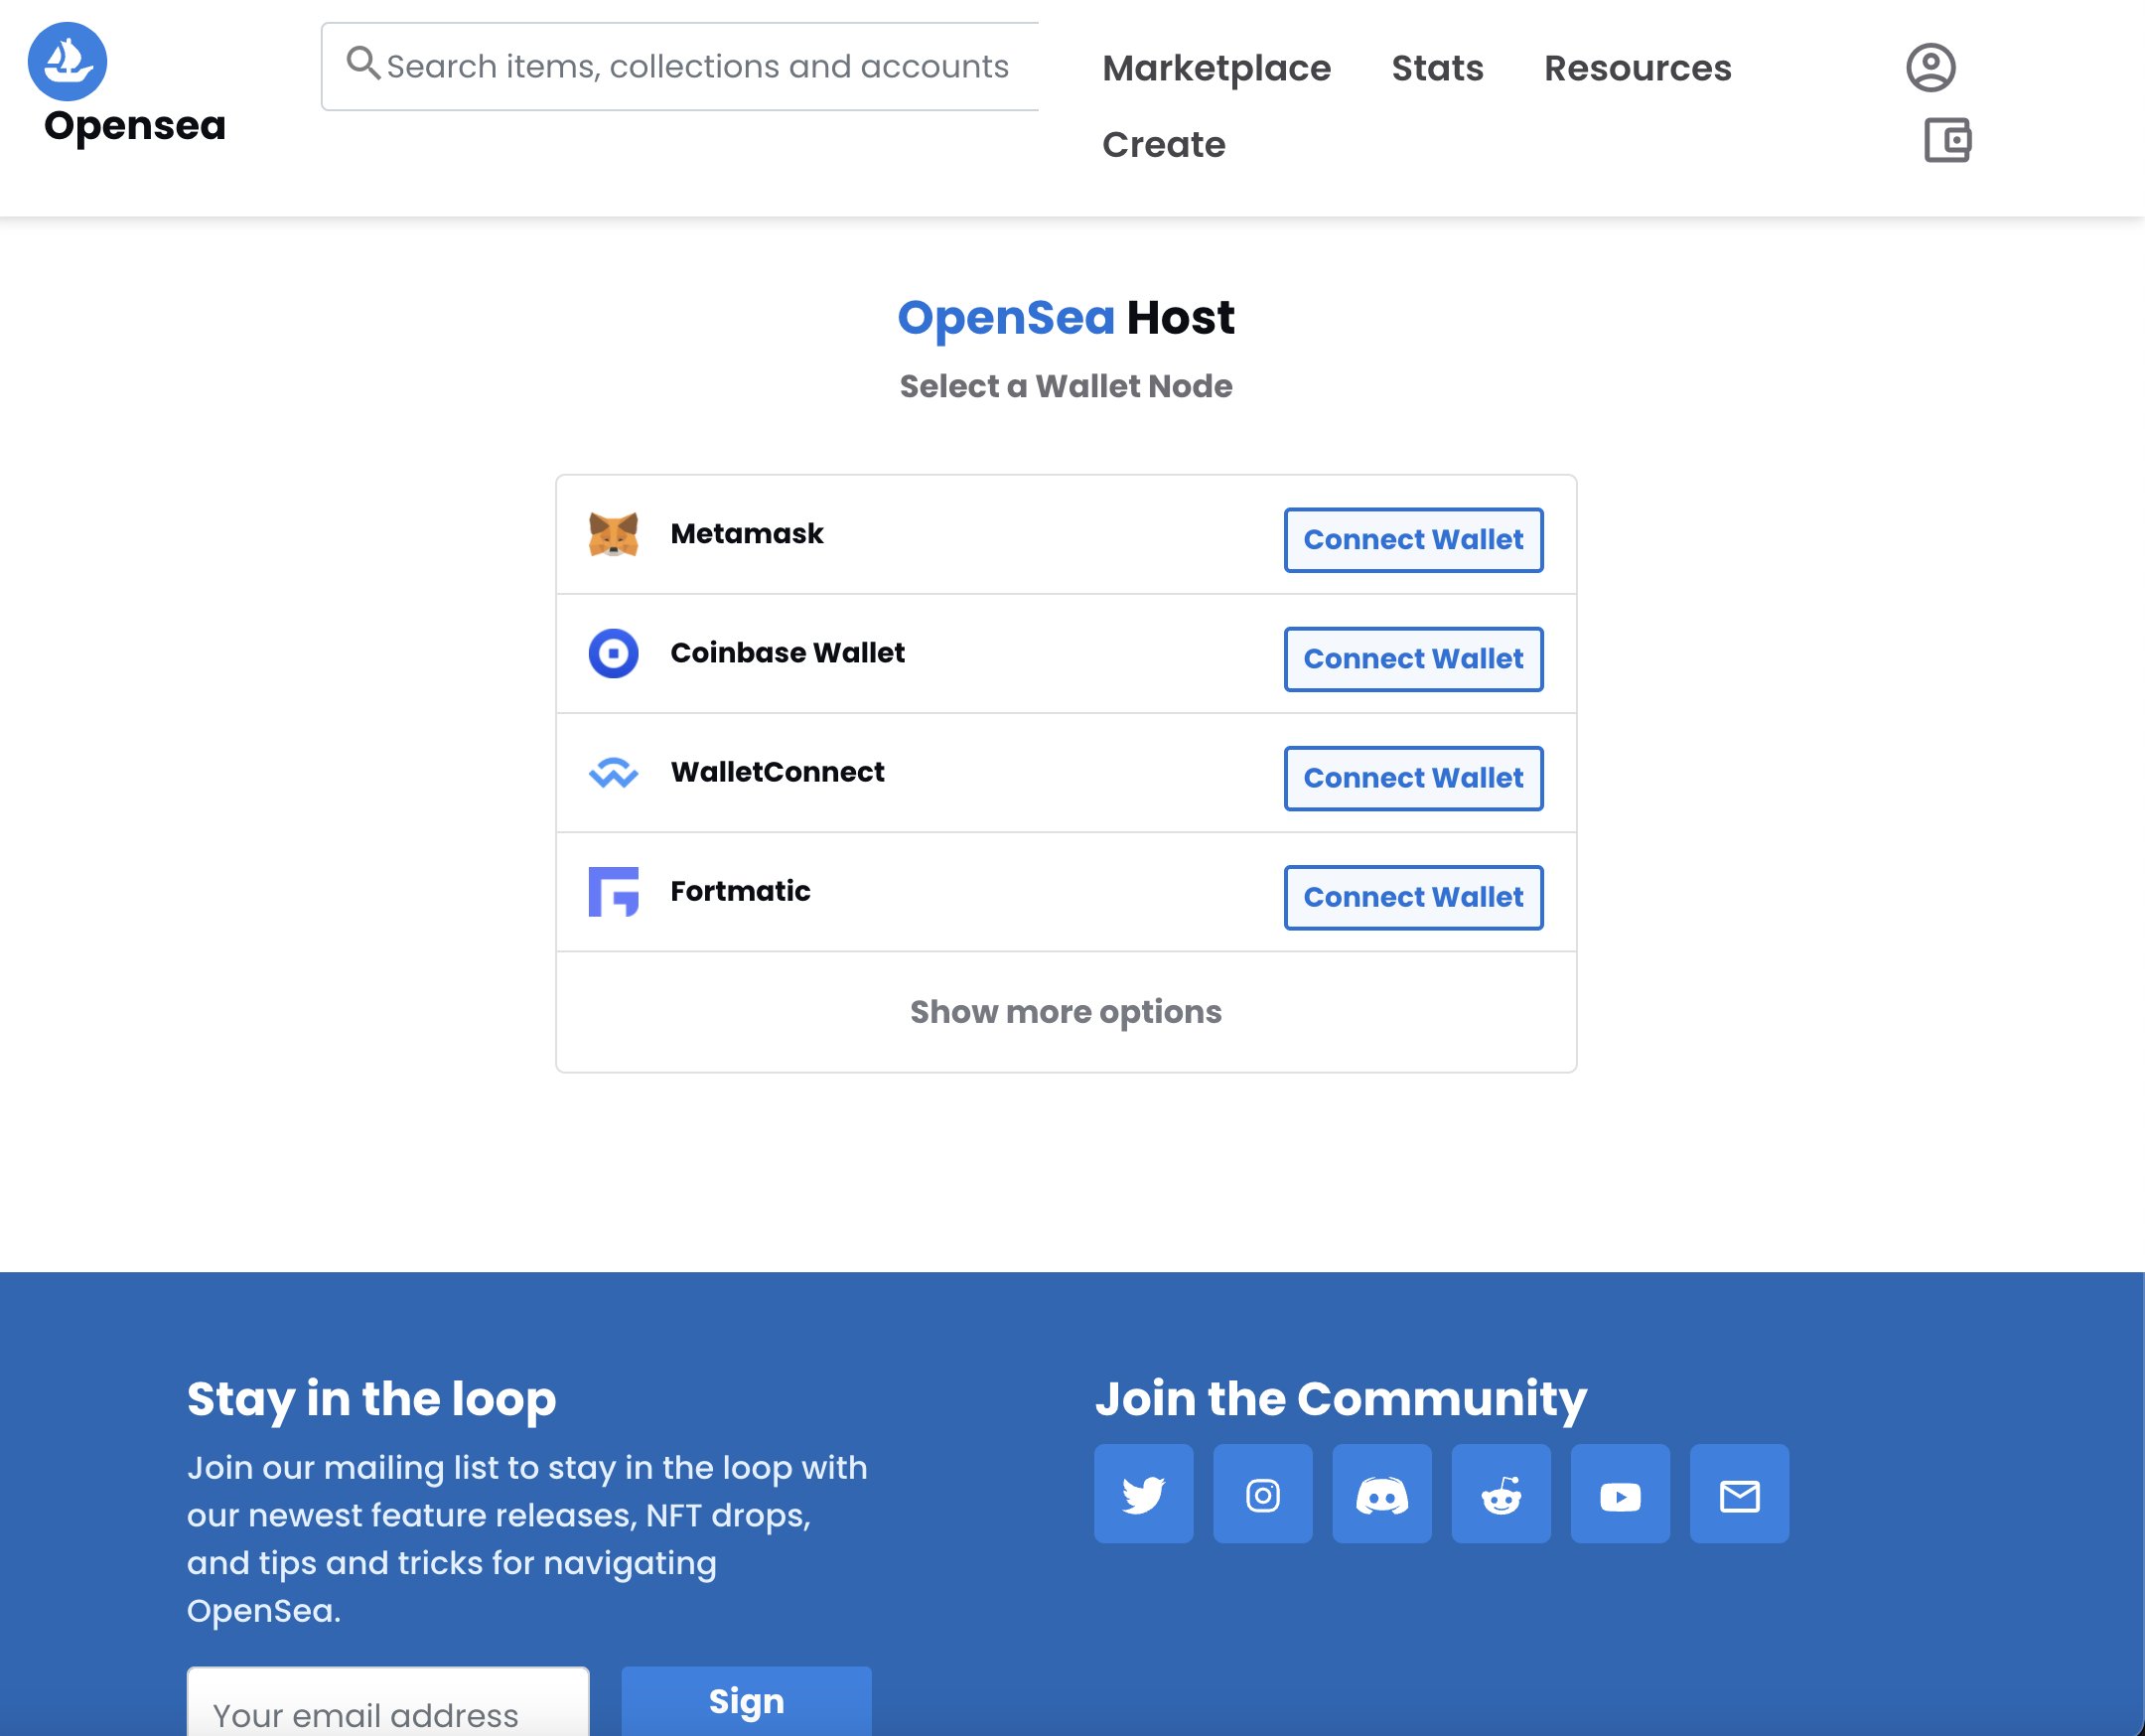 Opensea
Search items, collections and accounts
Marketplace Stats Resources
Create
OpenSea Host
Select a Wallet Node
Metamask Connect Wallet
Coinbase Wallet Connect Wallet
WalletConnect Connect Wallet
Fortmatic Connect Wallet
Show more options
Stay in the loop
Join our mailing list to stay in the loop with
our newest feature releases, NFT drops,
and tips and tricks for navigating
OpenSea.
Your email address
Sign
Join the Community